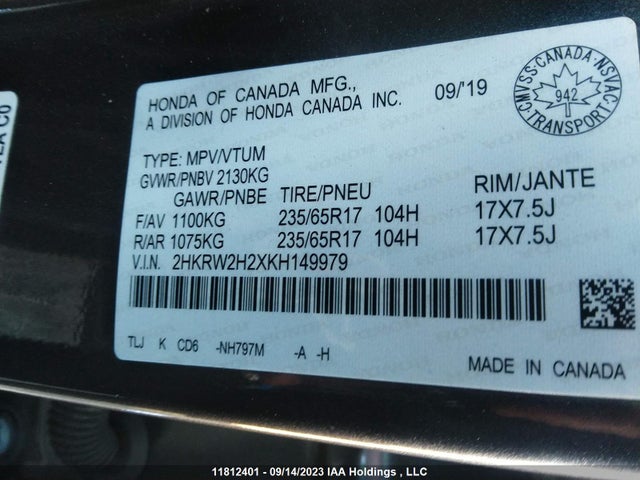 HONDA OF CANADA MFG.,
A DIVISION OF HONDA CANADA INC. 09/'19
CMVSS·CANADA·NSVAC
942
TRANSPORT
TYPE: MPV/VTUM
GVWR/PNBV 2130KG
GAWR/PNBE TIRE/PNEU RIM/JANTE
F/AV 1100KG 235/65R17 104H 17X7.5J
R/AR 1075KG 235/65R17 104H 17X7.5J
V.I.N. 2HKRW2H2XKH149979
TLJ K CD6 -NH797M -A -H
MADE IN CANADA
11812401 - 09/14/2023 IAA Holdings , LLC